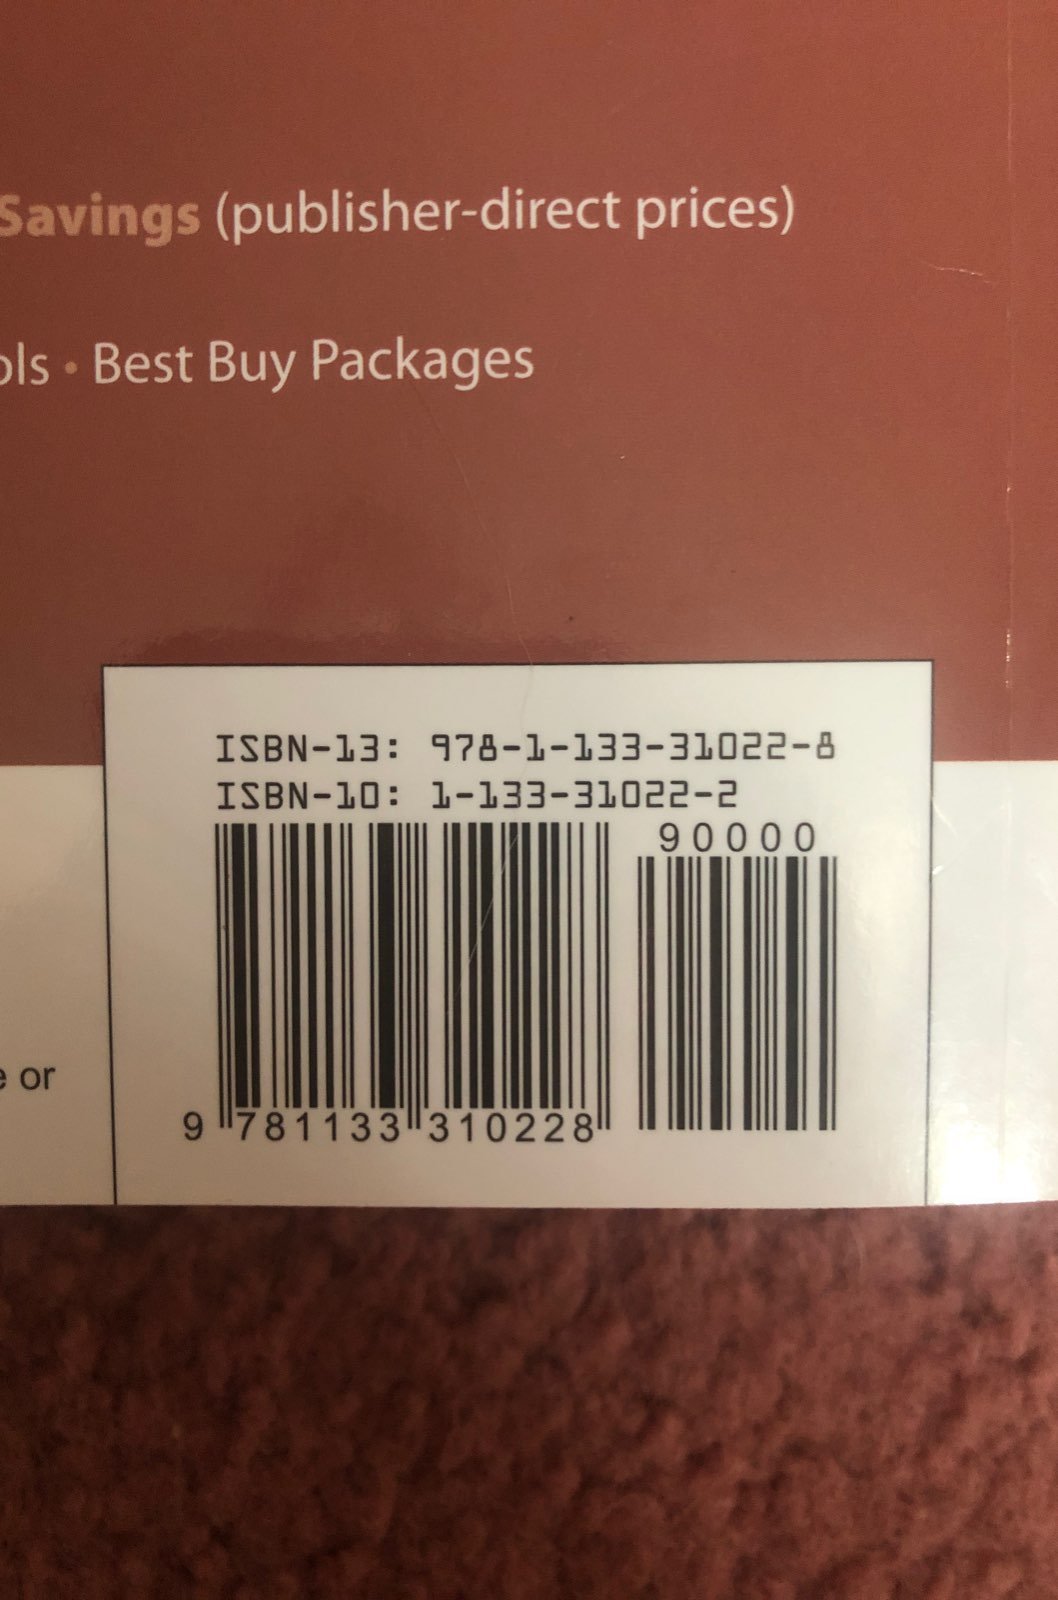 Savings (publisher-direct prices)
ols • Best Buy Packages
ISBN-13: 978-1-133-31022-8
ISBN-10: 1-133-31022-2
90000
e or
9 781133 310228